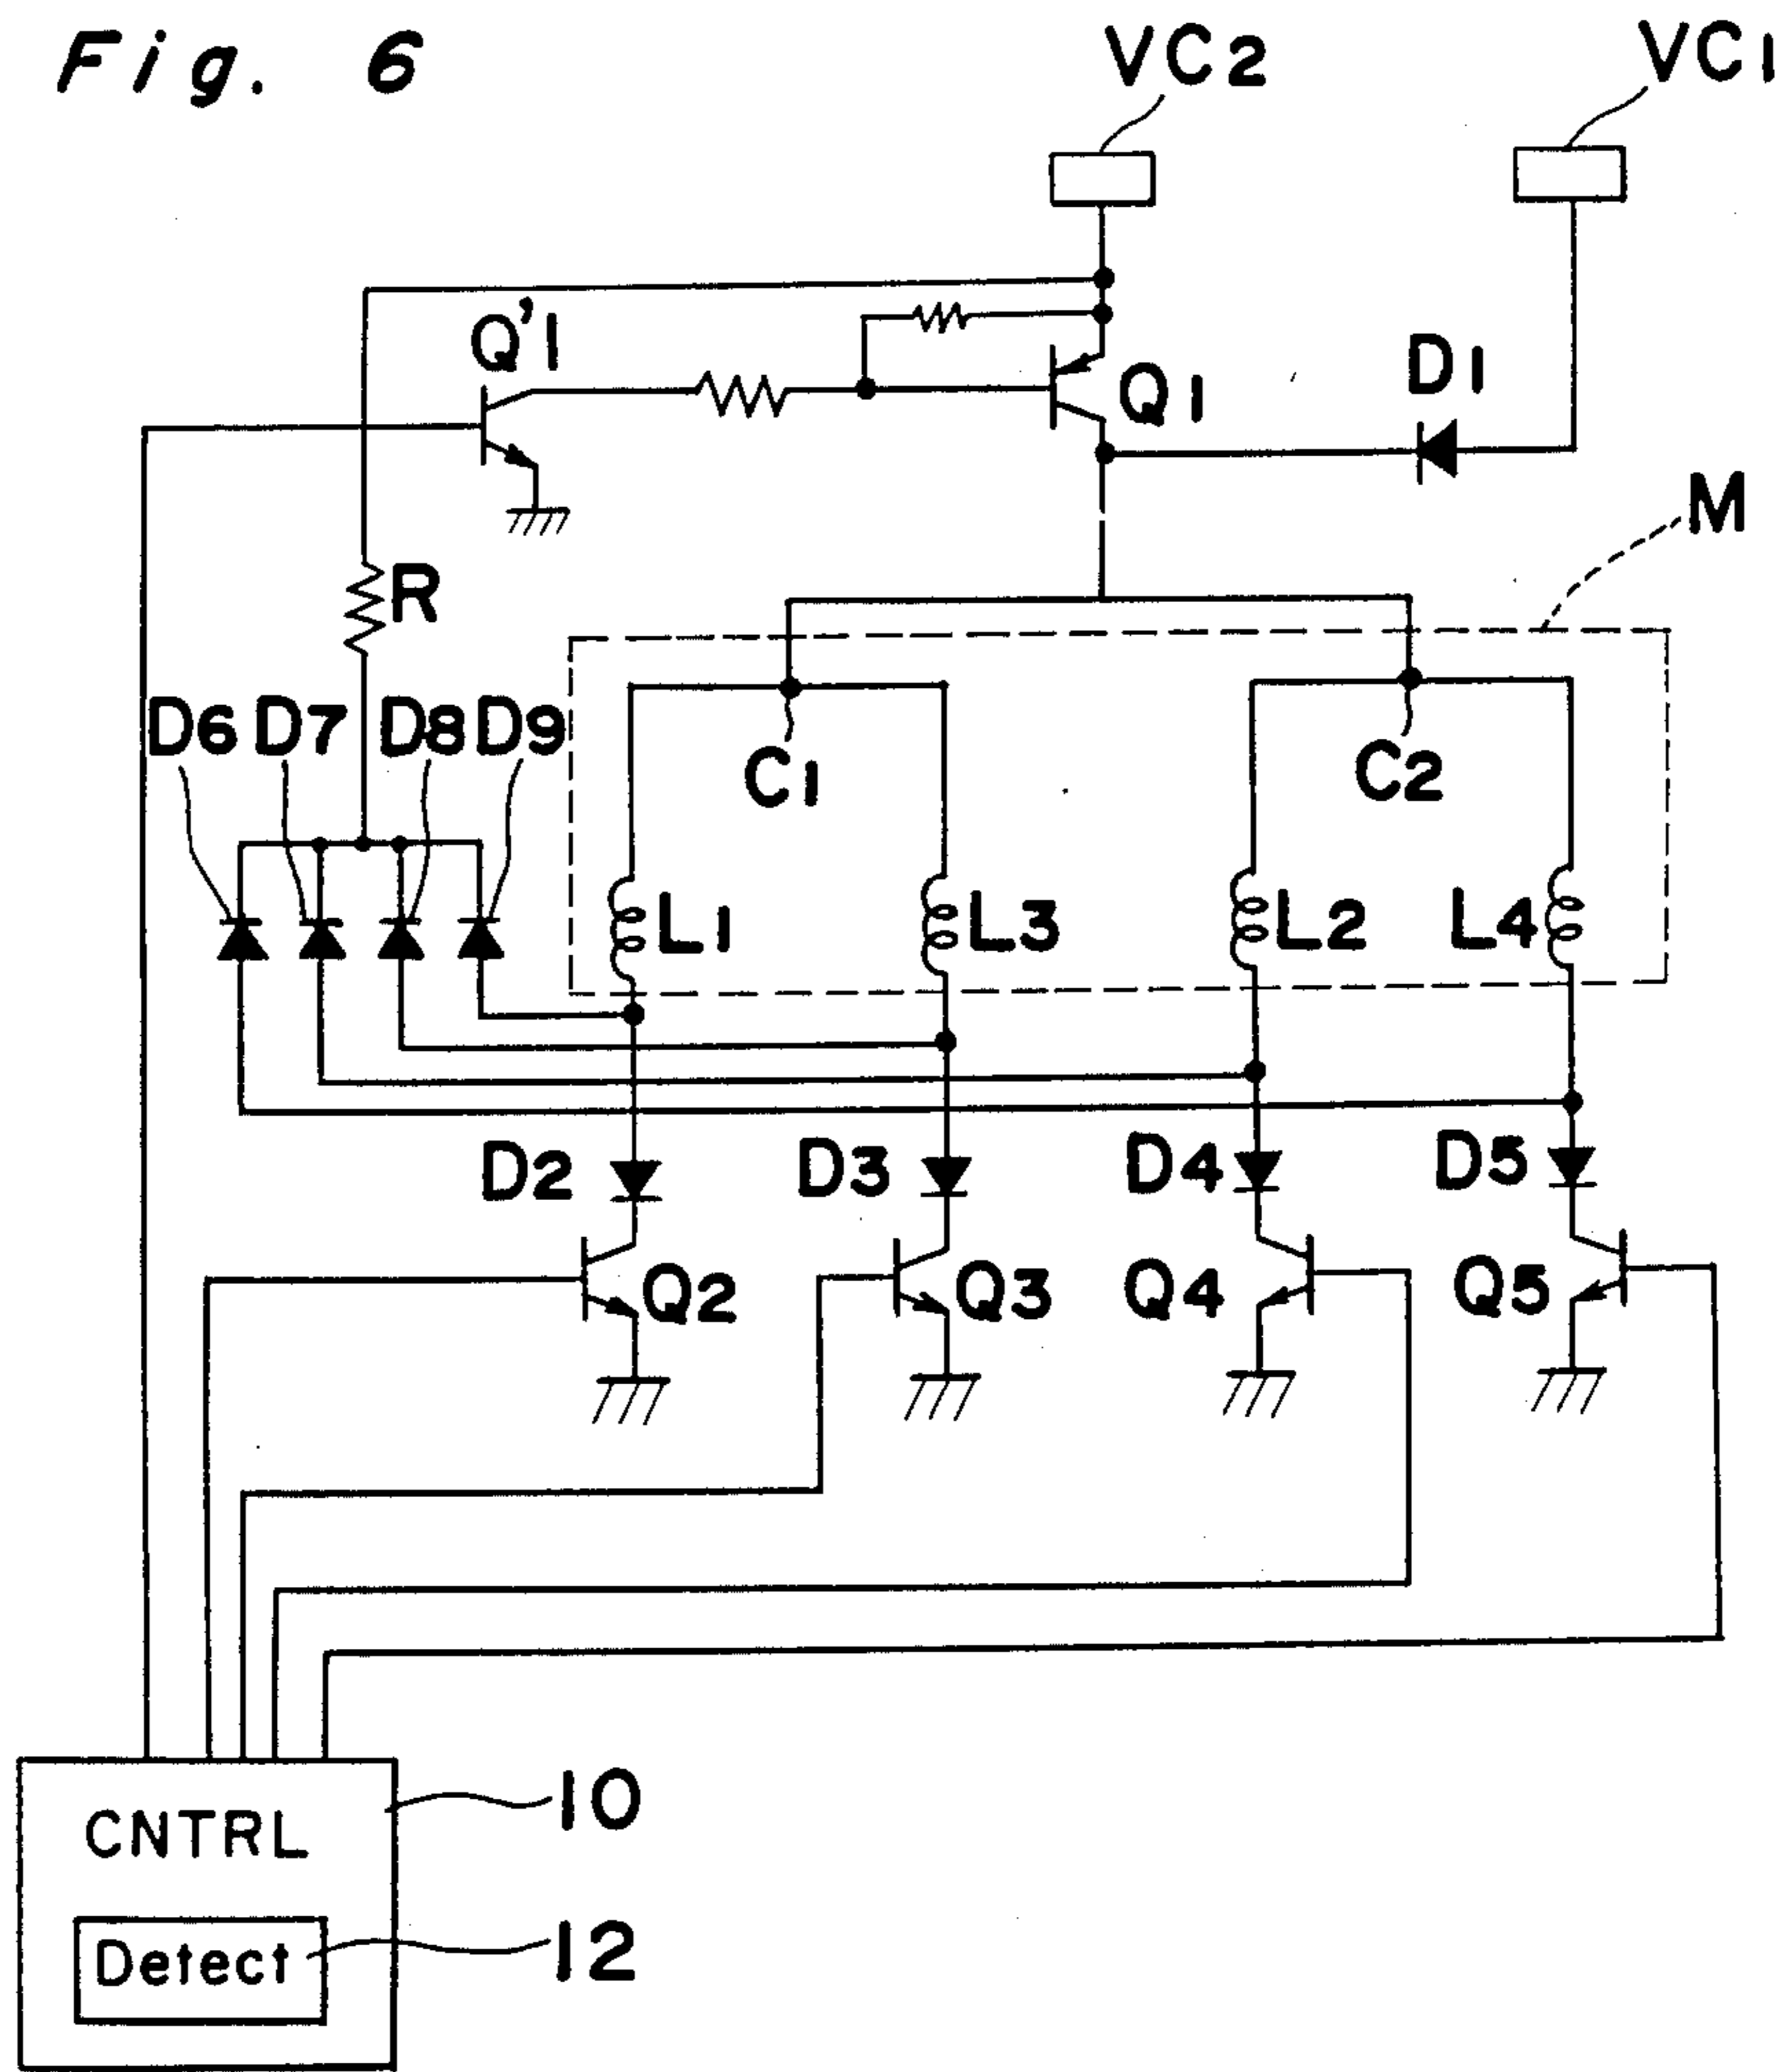 Fig. 6
VC2
VC1
Q'1
Q1
D1
M
R
D6 D7 D8 D9
C1
C2
L1
L3
L2
L4
D2
D3
D4
D5
Q2
Q3
Q4
Q5
10
CNTRL
12
Detect